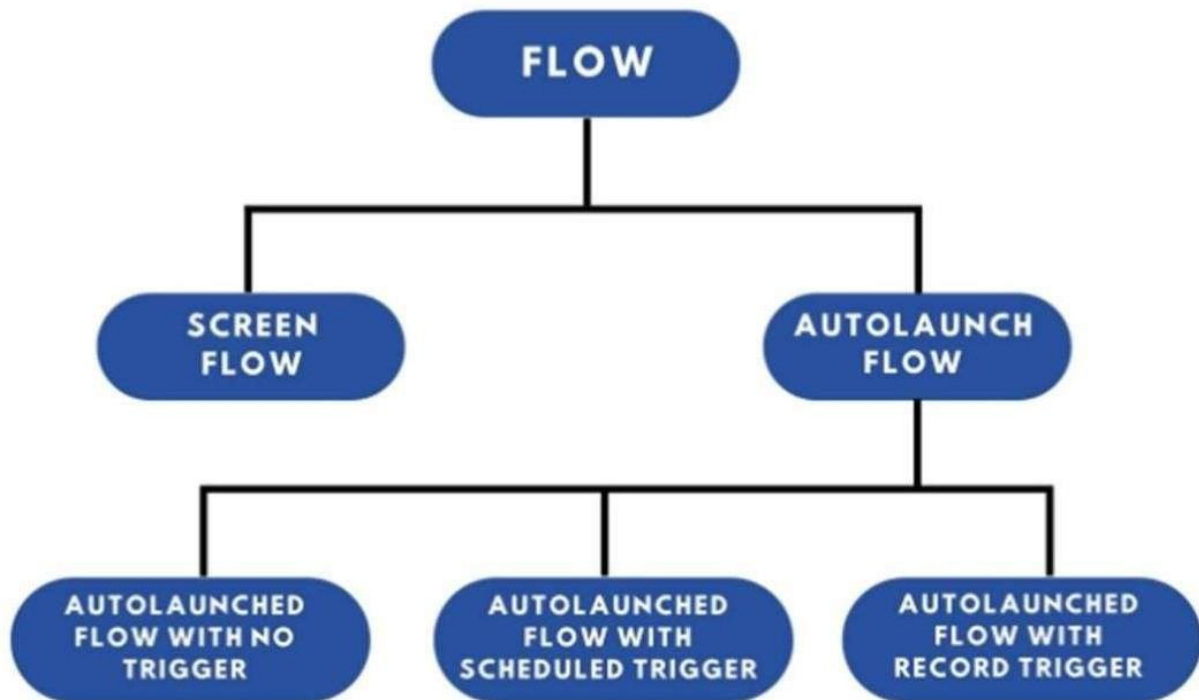 FLOW
SCREEN
FLOW
AUTOLAUNCH
FLOW
AUTOLAUNCHED
FLOW WITH NO
TRIGGER
AUTOLAUNCHED
FLOW WITH
SCHEDULED TRIGGER
AUTOLAUNCHED
FLOW WITH
RECORD TRIGGER